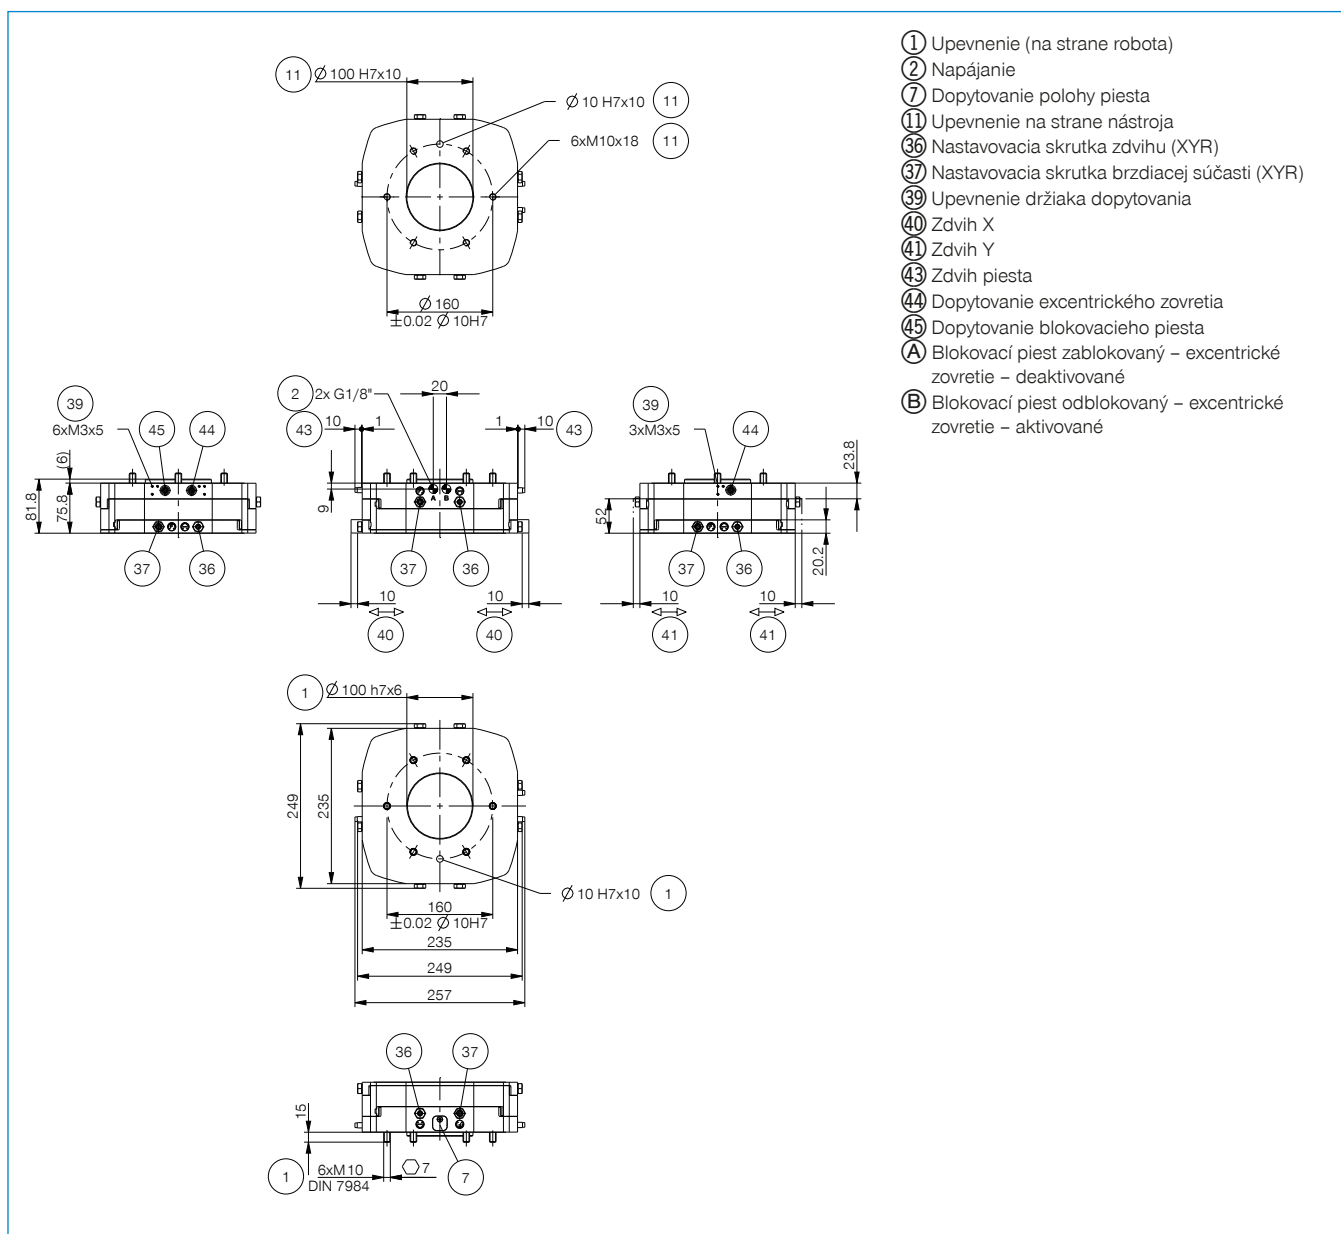 11 Ø 100 H7x10
Ø 10 H7x10 11
6xM10x18 11
Ø 160
±0.02 Ø 10H7
① Upevnenie (na strane robota)
② Napájanie
⑦ Dopytovanie polohy piesta
⑪ Upevnenie na strane nástroja
㊱ Nastavovacia skrutka zdvihu (XYR)
㊲ Nastavovacia skrutka brzdiacej súčasti (XYR)
㊴ Upevnenie držiaka dopytovania
㊵ Zdvih X
㊶ Zdvih Y
㊸ Zdvih piesta
㊹ Dopytovanie excentrického zovretia
㊺ Dopytovanie blokovacieho piesta
Ⓐ Blokovací piest zablokovaný – excentrické
zovretie – deaktivované
Ⓑ Blokovací piest odblokovaný – excentrické
zovretie – aktivované
39
6xM3x5 45 44
(6)
81.8
75.8
37 36
2 2x G1/8" 20
43 10 1 1 10 43
9
A B
37 36
10 10
40 40
39
3xM3x5 44
23.8
52
20.2
37 36
10 10
41 41
1 Ø 100 h7x6
249
235
Ø 10 H7x10 1
160
±0.02 Ø 10H7
235
249
257
36 37
15
1 6xM10 7 7
DIN 7984